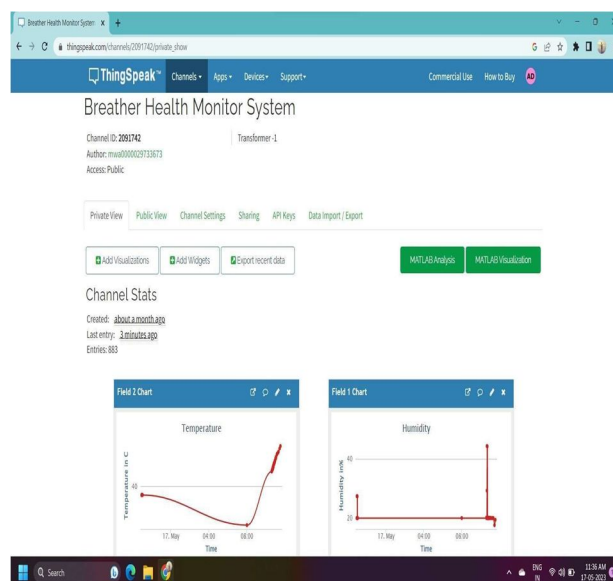 Breather Health Monitor System
thingspeak.com/channels/2091742/private_show
ThingSpeak™ Channels Apps Devices Support Commercial Use How to Buy AD
Breather Health Monitor System
Channel ID: 2091742
Author: mwa0000029733673
Access: Public
Transformer -1
Private View Public View Channel Settings Sharing API Keys Data Import / Export
Add Visualizations Add Widgets Export recent data MATLAB Analysis MATLAB Visualization
Channel Stats
Created: about a month ago
Last entry: 3 minutes ago
Entries: 883
Field 2 Chart
Temperature
Temperature in C
40
17. May 04:00 08:00
Time
Field 1 Chart
Humidity
Humidity in%
40
20
17. May 04:00 08:00
Time
Search
ENG
IN
11:36 AM
17-05-2023